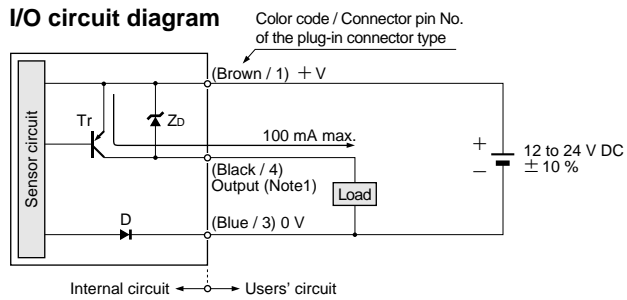 I/O circuit diagram
Color code / Connector pin No.
of the plug-in connector type
(Brown / 1) +V
Sensor circuit
Tr
ZD
100 mA max.
(Black / 4)
Output (Note1)
Load
+
−
12 to 24 V DC
± 10 %
D
(Blue / 3) 0 V
Internal circuit
Users' circuit